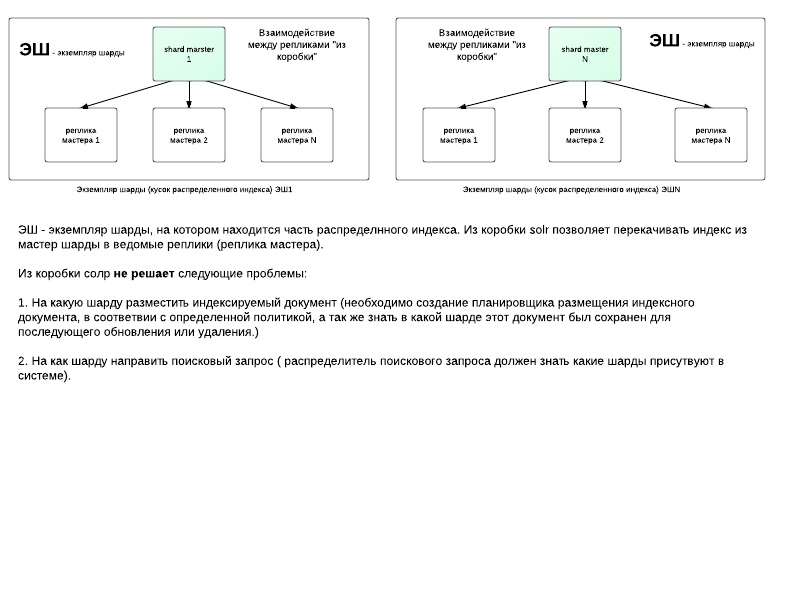 ЭШ - экземпляр шарды
shard marster
1
Взаимодействие
между репликами "из
коробки"
реплика
мастера 1
реплика
мастера 2
реплика
мастера N
Экземпляр шарды (кусок распределенного индекса) ЭШ1
Взаимодействие
между репликами "из
коробки"
shard master
N
ЭШ - экземпляр шарды
реплика
мастера 1
реплика
мастера 2
реплика
мастера N
Экземпляр шарды (кусок распределенного индекса) ЭШN
ЭШ - экземпляр шарды, на котором находится часть распределнного индекса. Из коробки solr позволяет перекачивать индекс из
мастер шарды в ведомые реплики (реплика мастера).
Из коробки солр не решает следующие проблемы:
1. На какую шарду разместить индексируемый документ (необходимо создание планировщика размещения индексного
документа, в соответвии с определенной политикой, а так же знать в какой шарде этот документ был сохранен для
последующего обновления или удаления.)
2. На как шарду направить поисковый запрос ( распределитель поискового запроса должен знать какие шарды присутвуют в
системе).